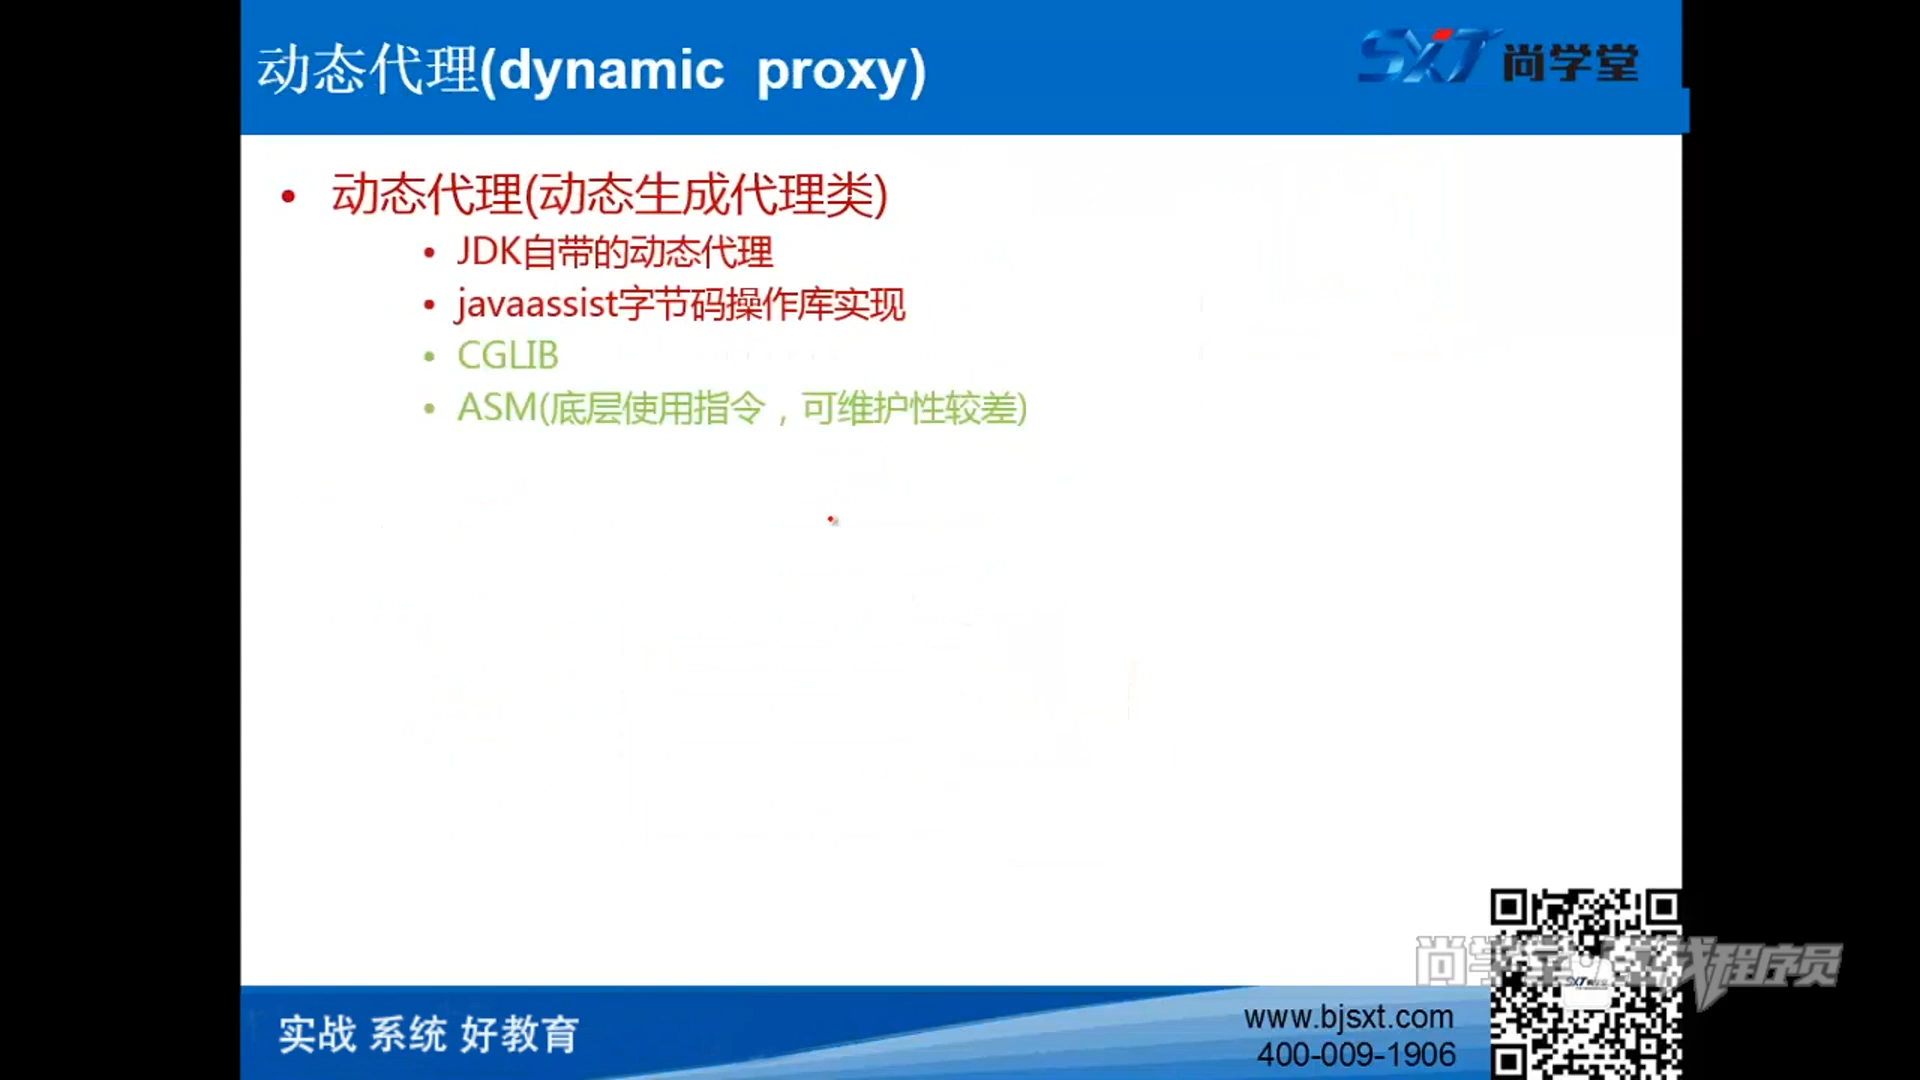 动态代理(dynamic proxy)
SXT 尚学堂
• 动态代理(动态生成代理类)
• JDK自带的动态代理
• javaassist字节码操作库实现
• CGLIB
• ASM(底层使用指令，可维护性较差)
实战 系统 好教育
www.bjsxt.com
400-009-1906